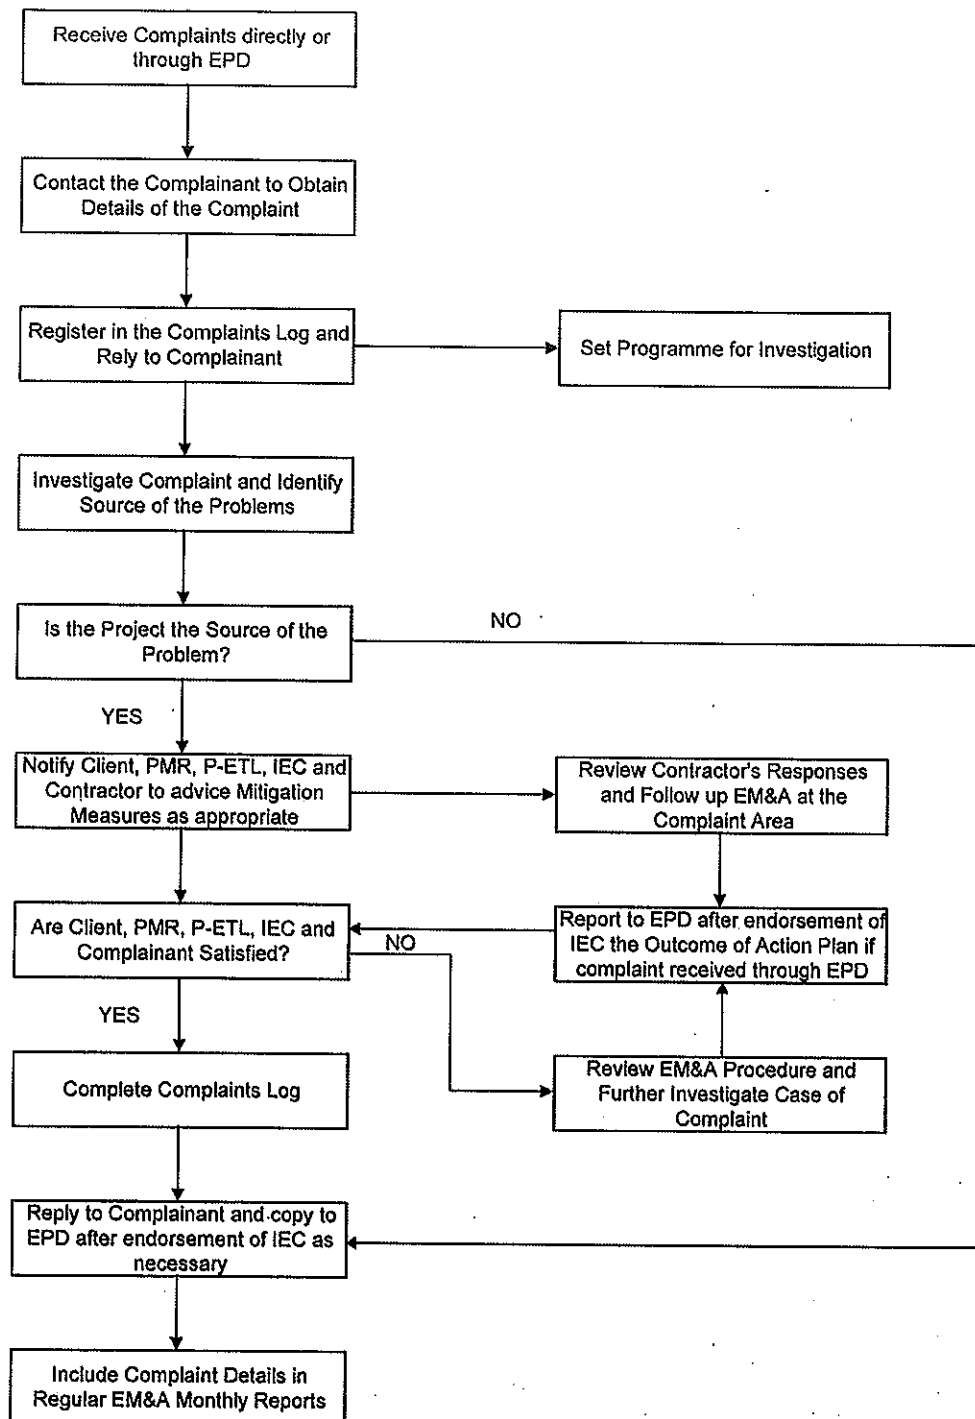 Receive Complaints directly or
through EPD
Contact the Complainant to Obtain
Details of the Complaint
Register in the Complaints Log and
Rely to Complainant
Set Programme for Investigation
Investigate Complaint and Identify
Source of the Problems
Is the Project the Source of the
Problem?
NO
YES
Notify Client, PMR, P-ETL, IEC and
Contractor to advice Mitigation
Measures as appropriate
Review Contractor's Responses
and Follow up EM&A at the
Complaint Area
Are Client, PMR, P-ETL, IEC and
Complainant Satisfied?
NO
Report to EPD after endorsement of
IEC the Outcome of Action Plan if
complaint received through EPD
YES
Complete Complaints Log
Review EM&A Procedure and
Further Investigate Case of
Complaint
Reply to Complainant and copy to
EPD after endorsement of IEC as
necessary
Include Complaint Details in
Regular EM&A Monthly Reports